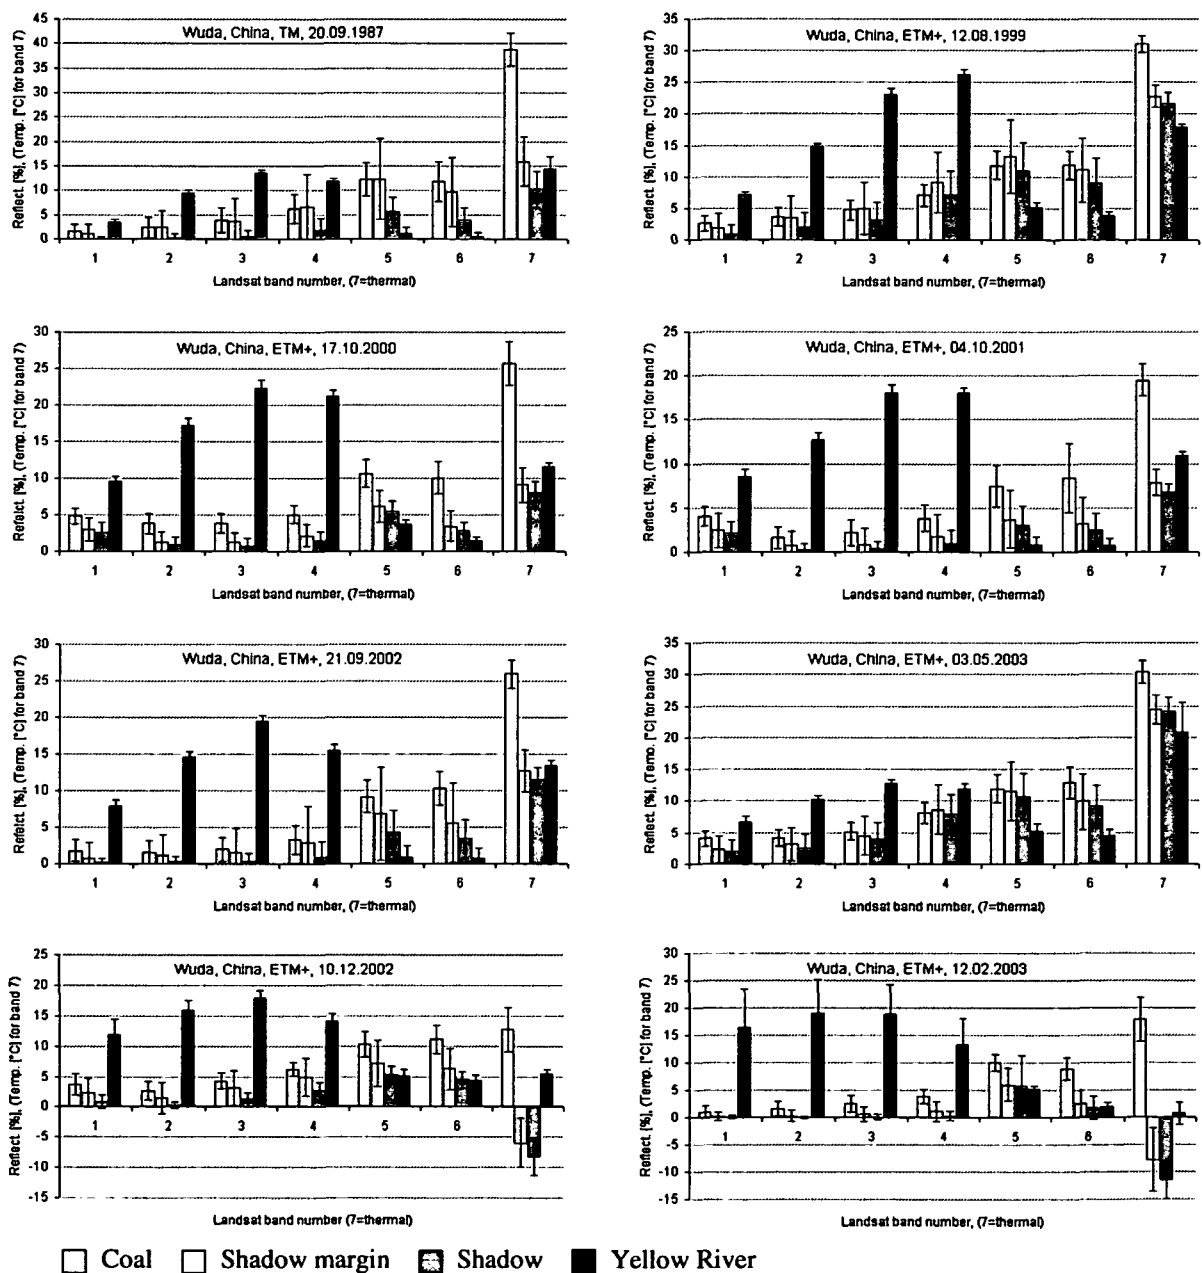 Wuda, China, TM, 20.09.1987
Reflect. [%], (Temp. [°C] for band 7)
45
40
35
30
25
20
15
10
5
0
1 2 3 4 5 6 7
Landsat band number, (7=thermal)
Wuda, China, ETM+, 12.08.1999
Reflect. [%], (Temp. [°C] for band 7)
35
30
25
20
15
10
5
0
1 2 3 4 5 6 7
Landsat band number, (7=thermal)
Wuda, China, ETM+, 17.10.2000
Refelct. [%], (Temp. [°C] for band 7)
30
25
20
15
10
5
0
1 2 3 4 5 6 7
Landsat band number, (7=thermal)
Wuda, China, ETM+, 04.10.2001
Reflect. [%], (Temp. [°C] for band 7)
25
20
15
10
5
0
1 2 3 4 5 6 7
Landsat band number, (7=thermal)
Wuda, China, ETM+, 21.09.2002
Refelct. [%], (Temp. [°C] for band 7)
30
25
20
15
10
5
0
1 2 3 4 5 6 7
Landsat band number, (7=thermal)
Wuda, China, ETM+, 03.05.2003
Reflect. [%], (Temp. [°C] for band 7)
35
30
25
20
15
10
5
0
1 2 3 4 5 6 7
Landsat band number, (7=thermal)
Wuda, China, ETM+, 10.12.2002
Reflect [%], (Temp. [°C] for band 7)
25
20
15
10
5
0
-5
-10
-15
1 2 3 4 5 6 7
Landsat band number (7=thermal)
Wuda, China, ETM+, 12.02.2003
Reflect. [%], (Temp. [°C] for band 7)
30
25
20
15
10
5
0
-5
-10
-15
1 2 3 4 5 6 7
Landsat band number, (7=thermal)
Coal Shadow margin Shadow Yellow River